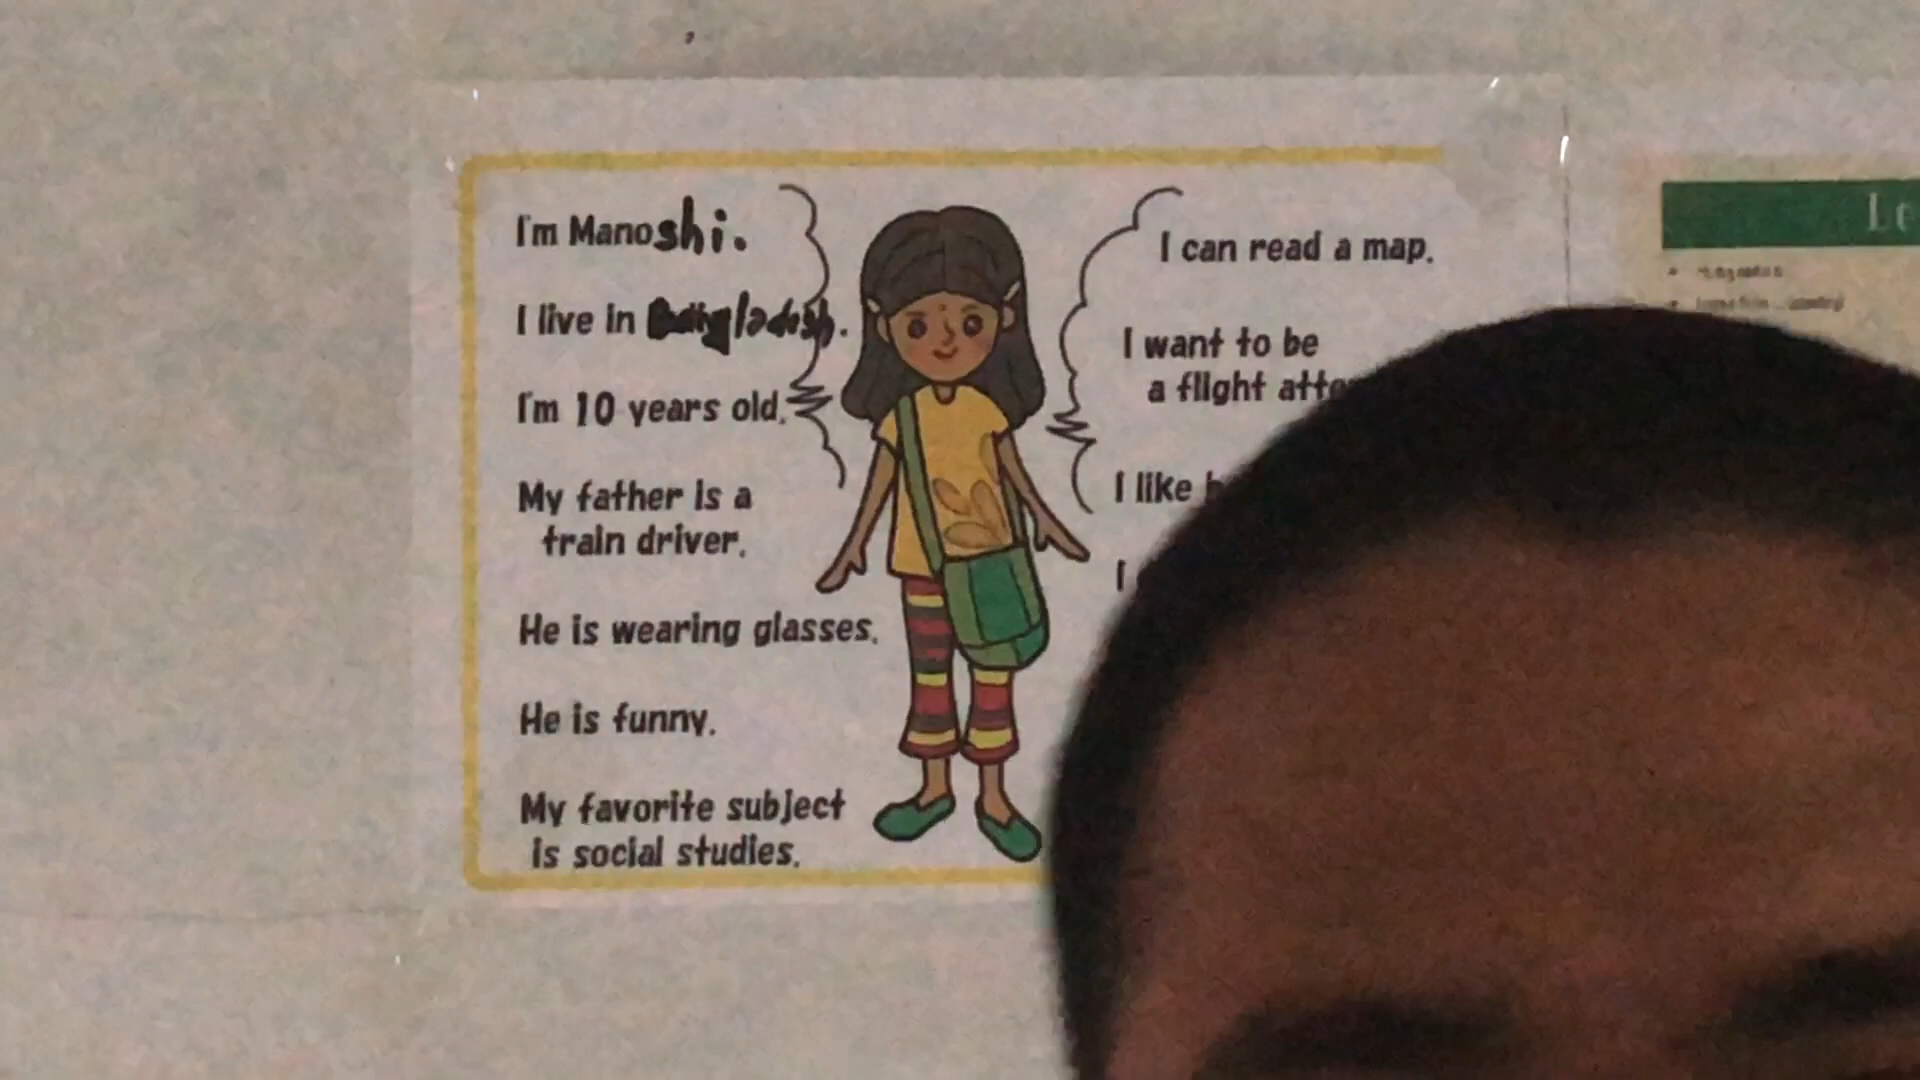 I'm Manoshi.
I live in Bangladesh.
I'm 10 years old.
My father is a
train driver.
He is wearing glasses.
He is funny.
My favorite subject
is social studies.
I can read a map.
I want to be
a flight
I like
I